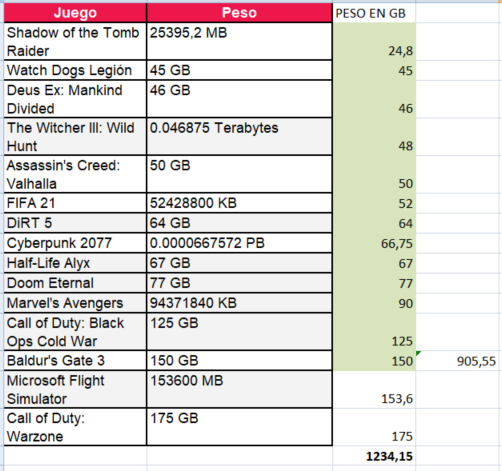 Juego Peso PESO EN GB
Shadow of the Tomb 25395,2 MB
Raider 24,8
Watch Dogs Legión 45 GB 45
Deus Ex: Mankind 46 GB
Divided 46
The Witcher III: Wild 0.046875 Terabytes
Hunt 48
Assassin's Creed: 50 GB
Valhalla 50
FIFA 21 52428800 KB 52
DiRT 5 64 GB 64
Cyberpunk 2077 0.0000667572 PB 66,75
Half-Life Alyx 67 GB 67
Doom Eternal 77 GB 77
Marvel's Avengers 94371840 KB 90
Call of Duty: Black 125 GB
Ops Cold War 125
Baldur's Gate 3 150 GB 150 905,55
Microsoft Flight 153600 MB
Simulator 153,6
Call of Duty: 175 GB
Warzone 175
1234,15